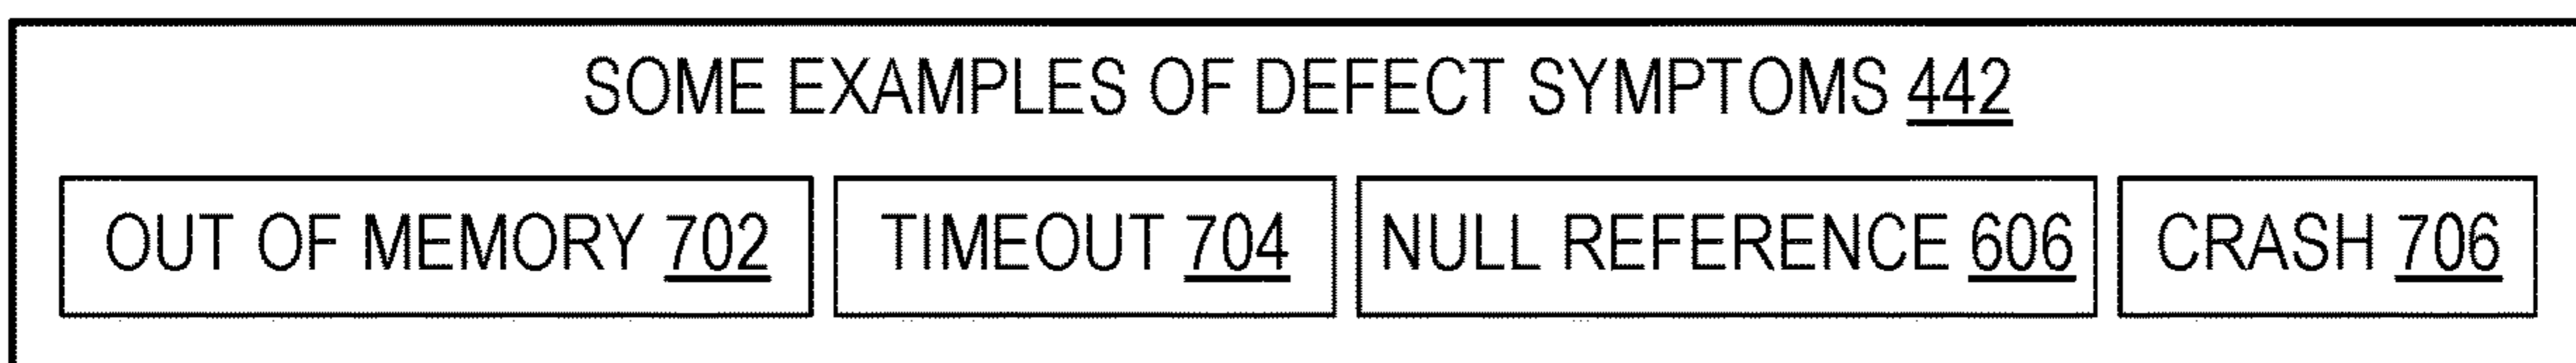 SOME EXAMPLES OF DEFECT SYMPTOMS 442
OUT OF MEMORY 702 TIMEOUT 704 NULL REFERENCE 606 CRASH 706